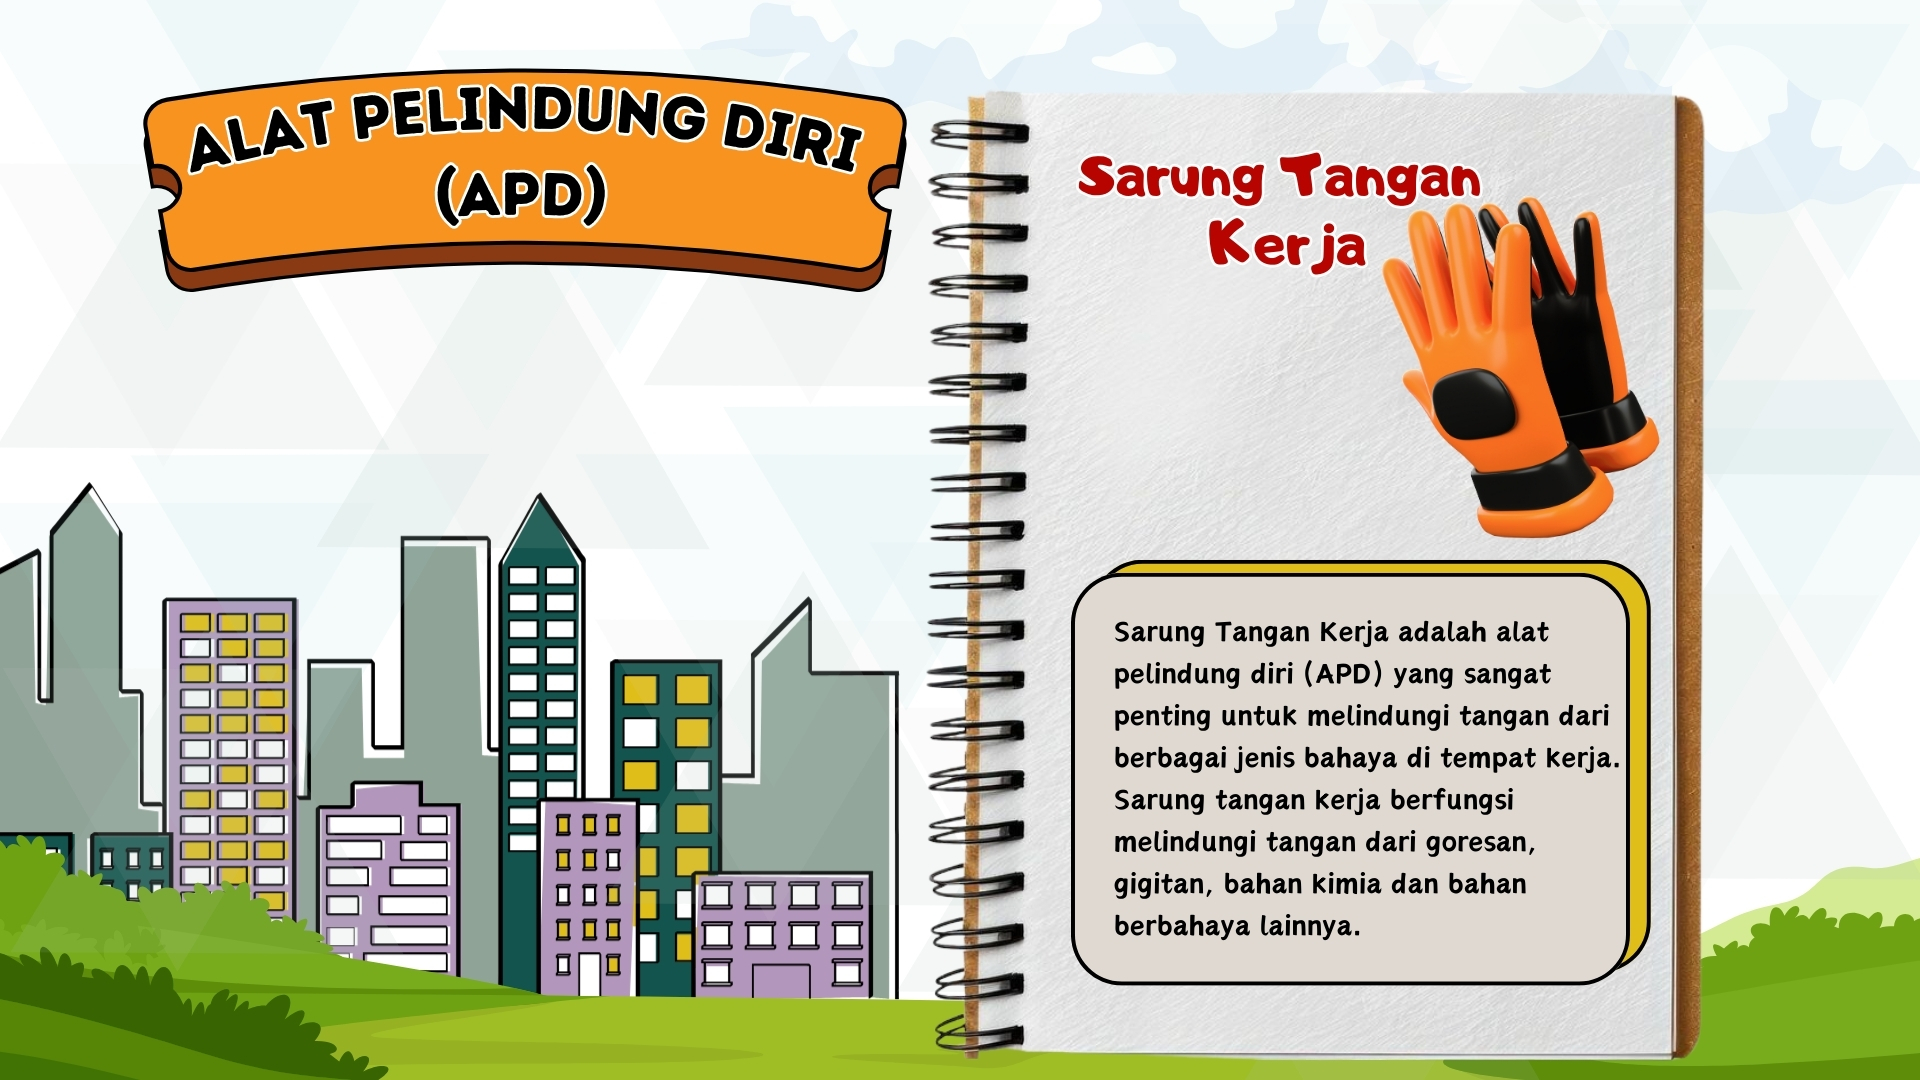 ALAT PELINDUNG DIRI
(APD)
Sarung Tangan
Kerja
Sarung Tangan Kerja adalah alat
pelindung diri (APD) yang sangat
penting untuk melindungi tangan dari
berbagai jenis bahaya di tempat kerja.
Sarung tangan kerja berfungsi
melindungi tangan dari goresan,
gigitan, bahan kimia dan bahan
berbahaya lainnya.